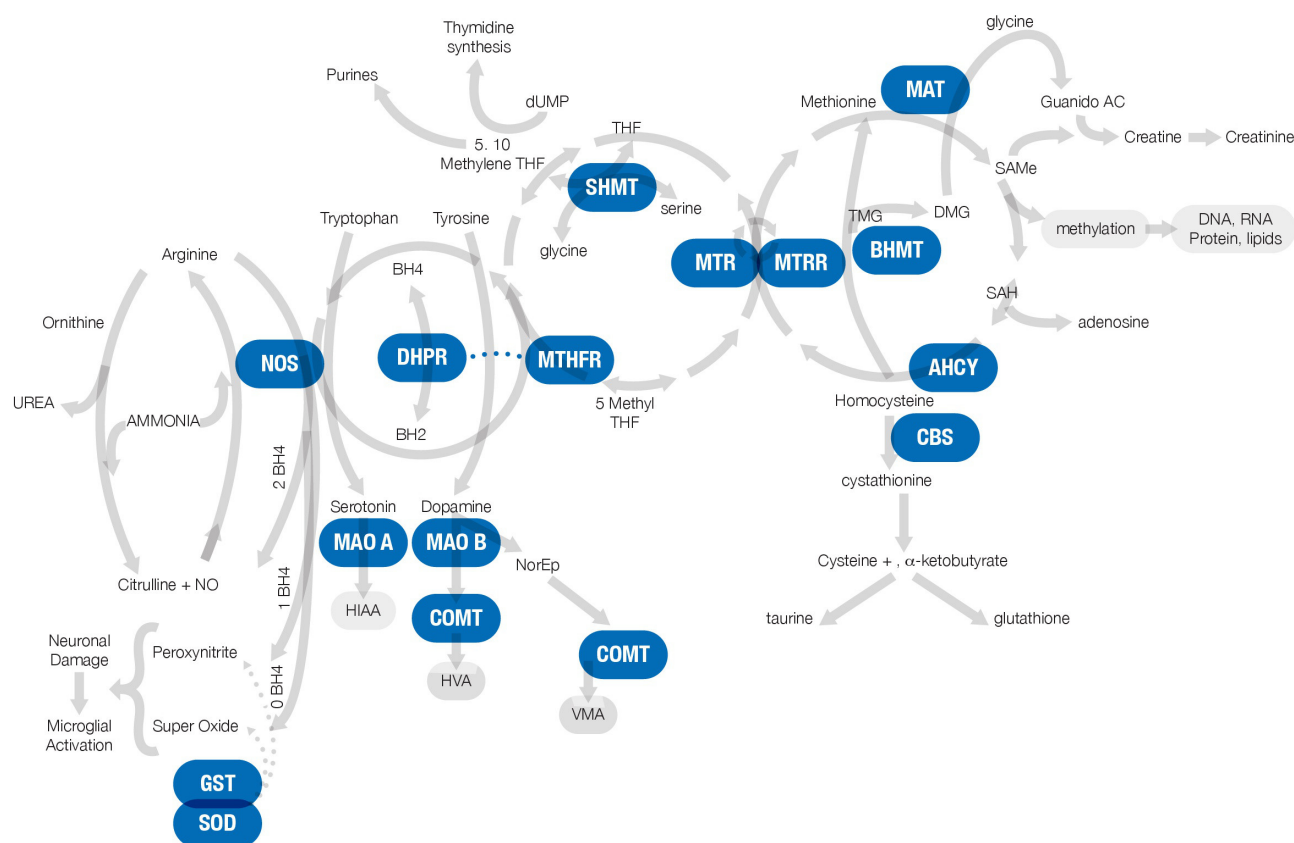 glycine
Thymidine
synthesis
Purines
dUMP
Methionine
MAT
Guanido AC
THF
5. 10
Methylene THF
Creatine
Creatinine
SAMe
SHMT
serine
TMG
DMG
Tryptophan
Tyrosine
methylation
DNA, RNA
Protein, lipids
Arginine
glycine
BHMT
BH4
MTR
MTRR
SAH
Ornithine
adenosine
NOS
DHPR
MTHFR
AHCY
UREA
AMMONIA
5 Methyl
THF
Homocysteine
BH2
CBS
2 BH4
cystathionine
Serotonin
Dopamine
MAO A
MAO B
Citrulline + NO
NorEp
Cysteine + , α-ketobutyrate
1 BH4
HIAA
COMT
taurine
glutathione
Neuronal
Damage
Peroxynitrite
COMT
0 BH4
HVA
VMA
Microglial
Activation
Super Oxide
GST
SOD